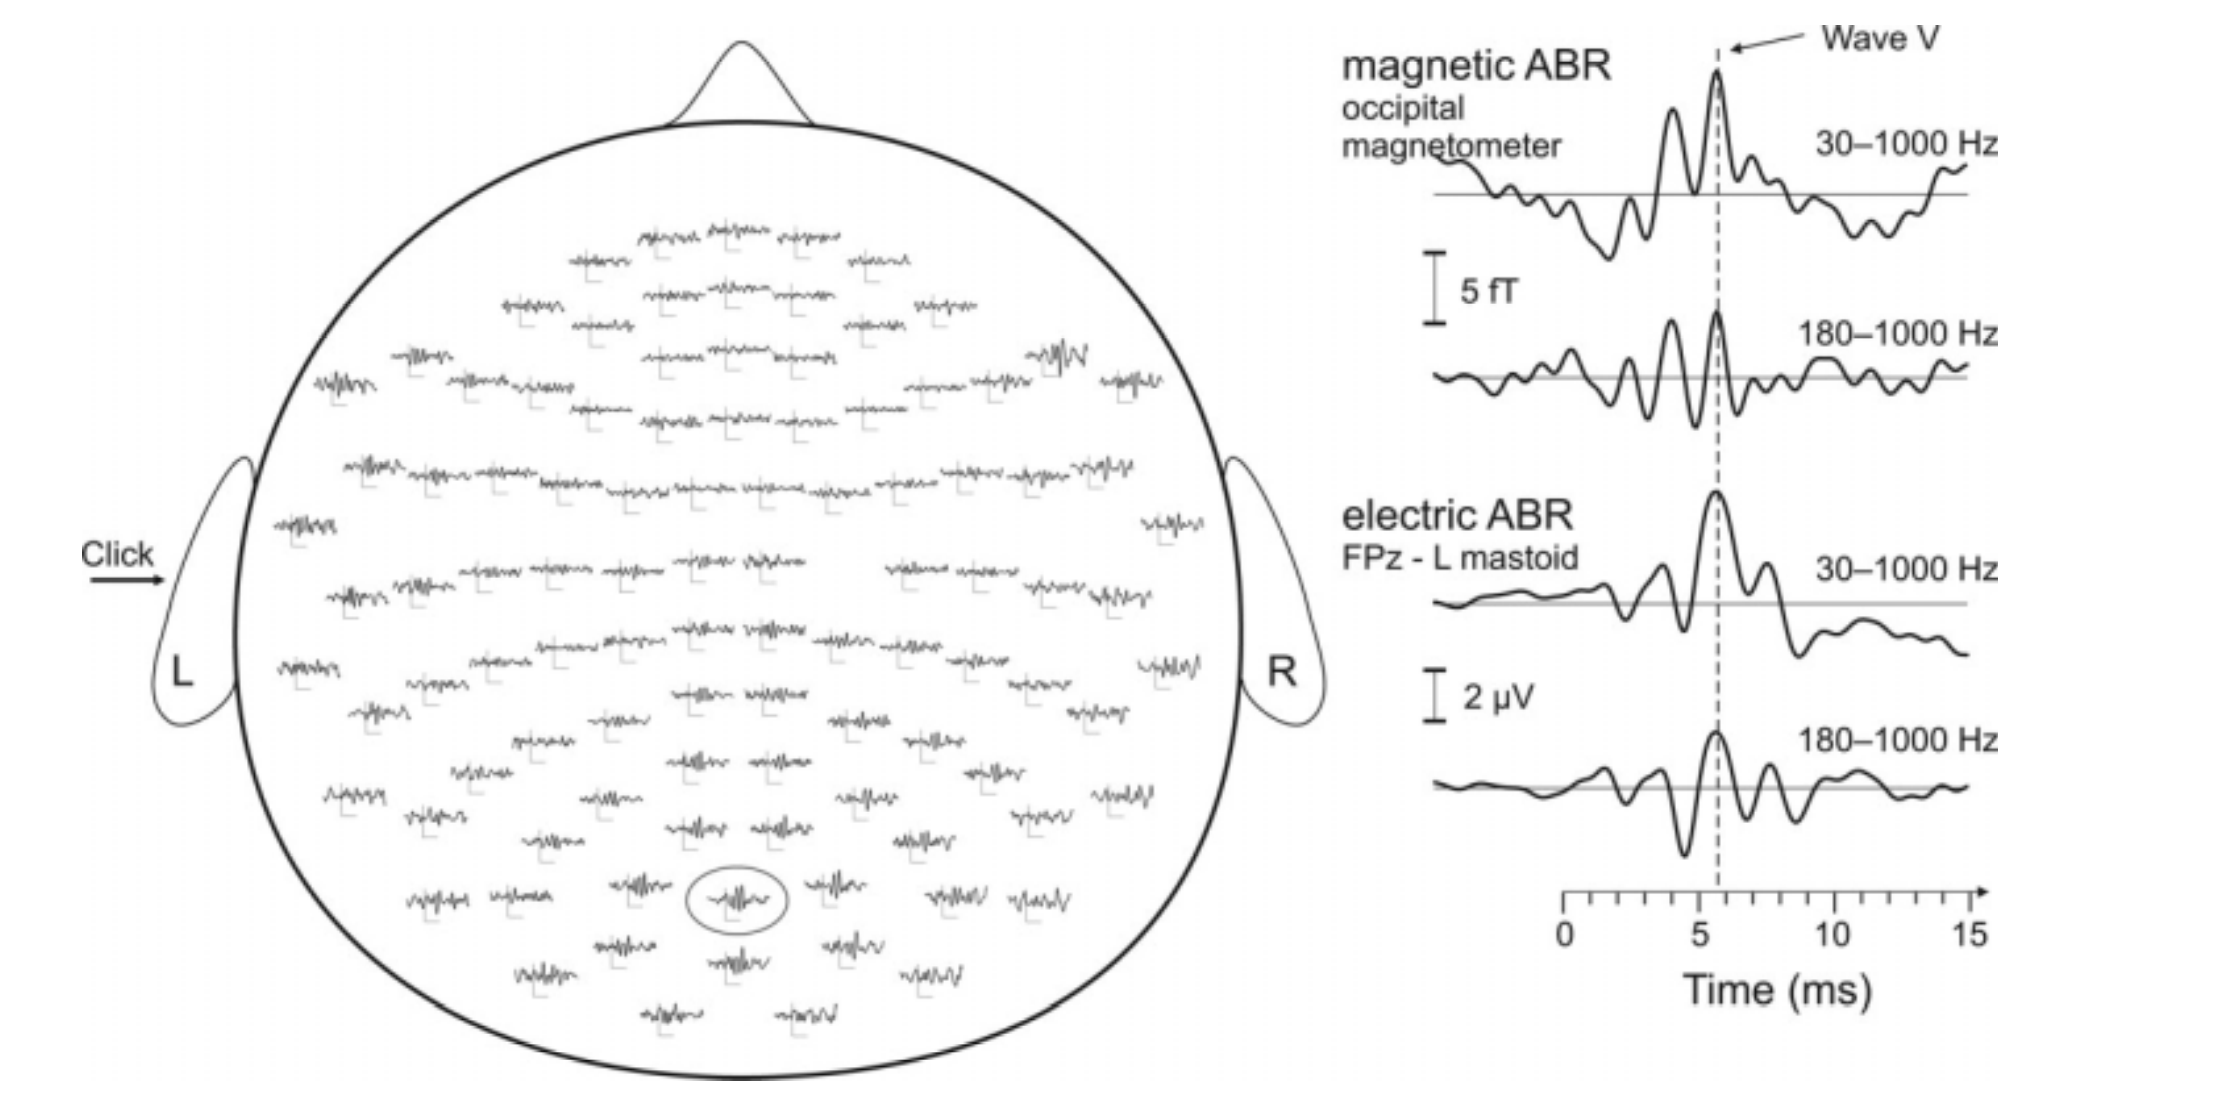 Click
L
R
Wave V
magnetic ABR
occipital
magnetometer
30–1000 Hz
5 fT
180–1000 Hz
electric ABR
FPz - L mastoid
30–1000 Hz
2 µV
180–1000 Hz
0 5 10 15
Time (ms)